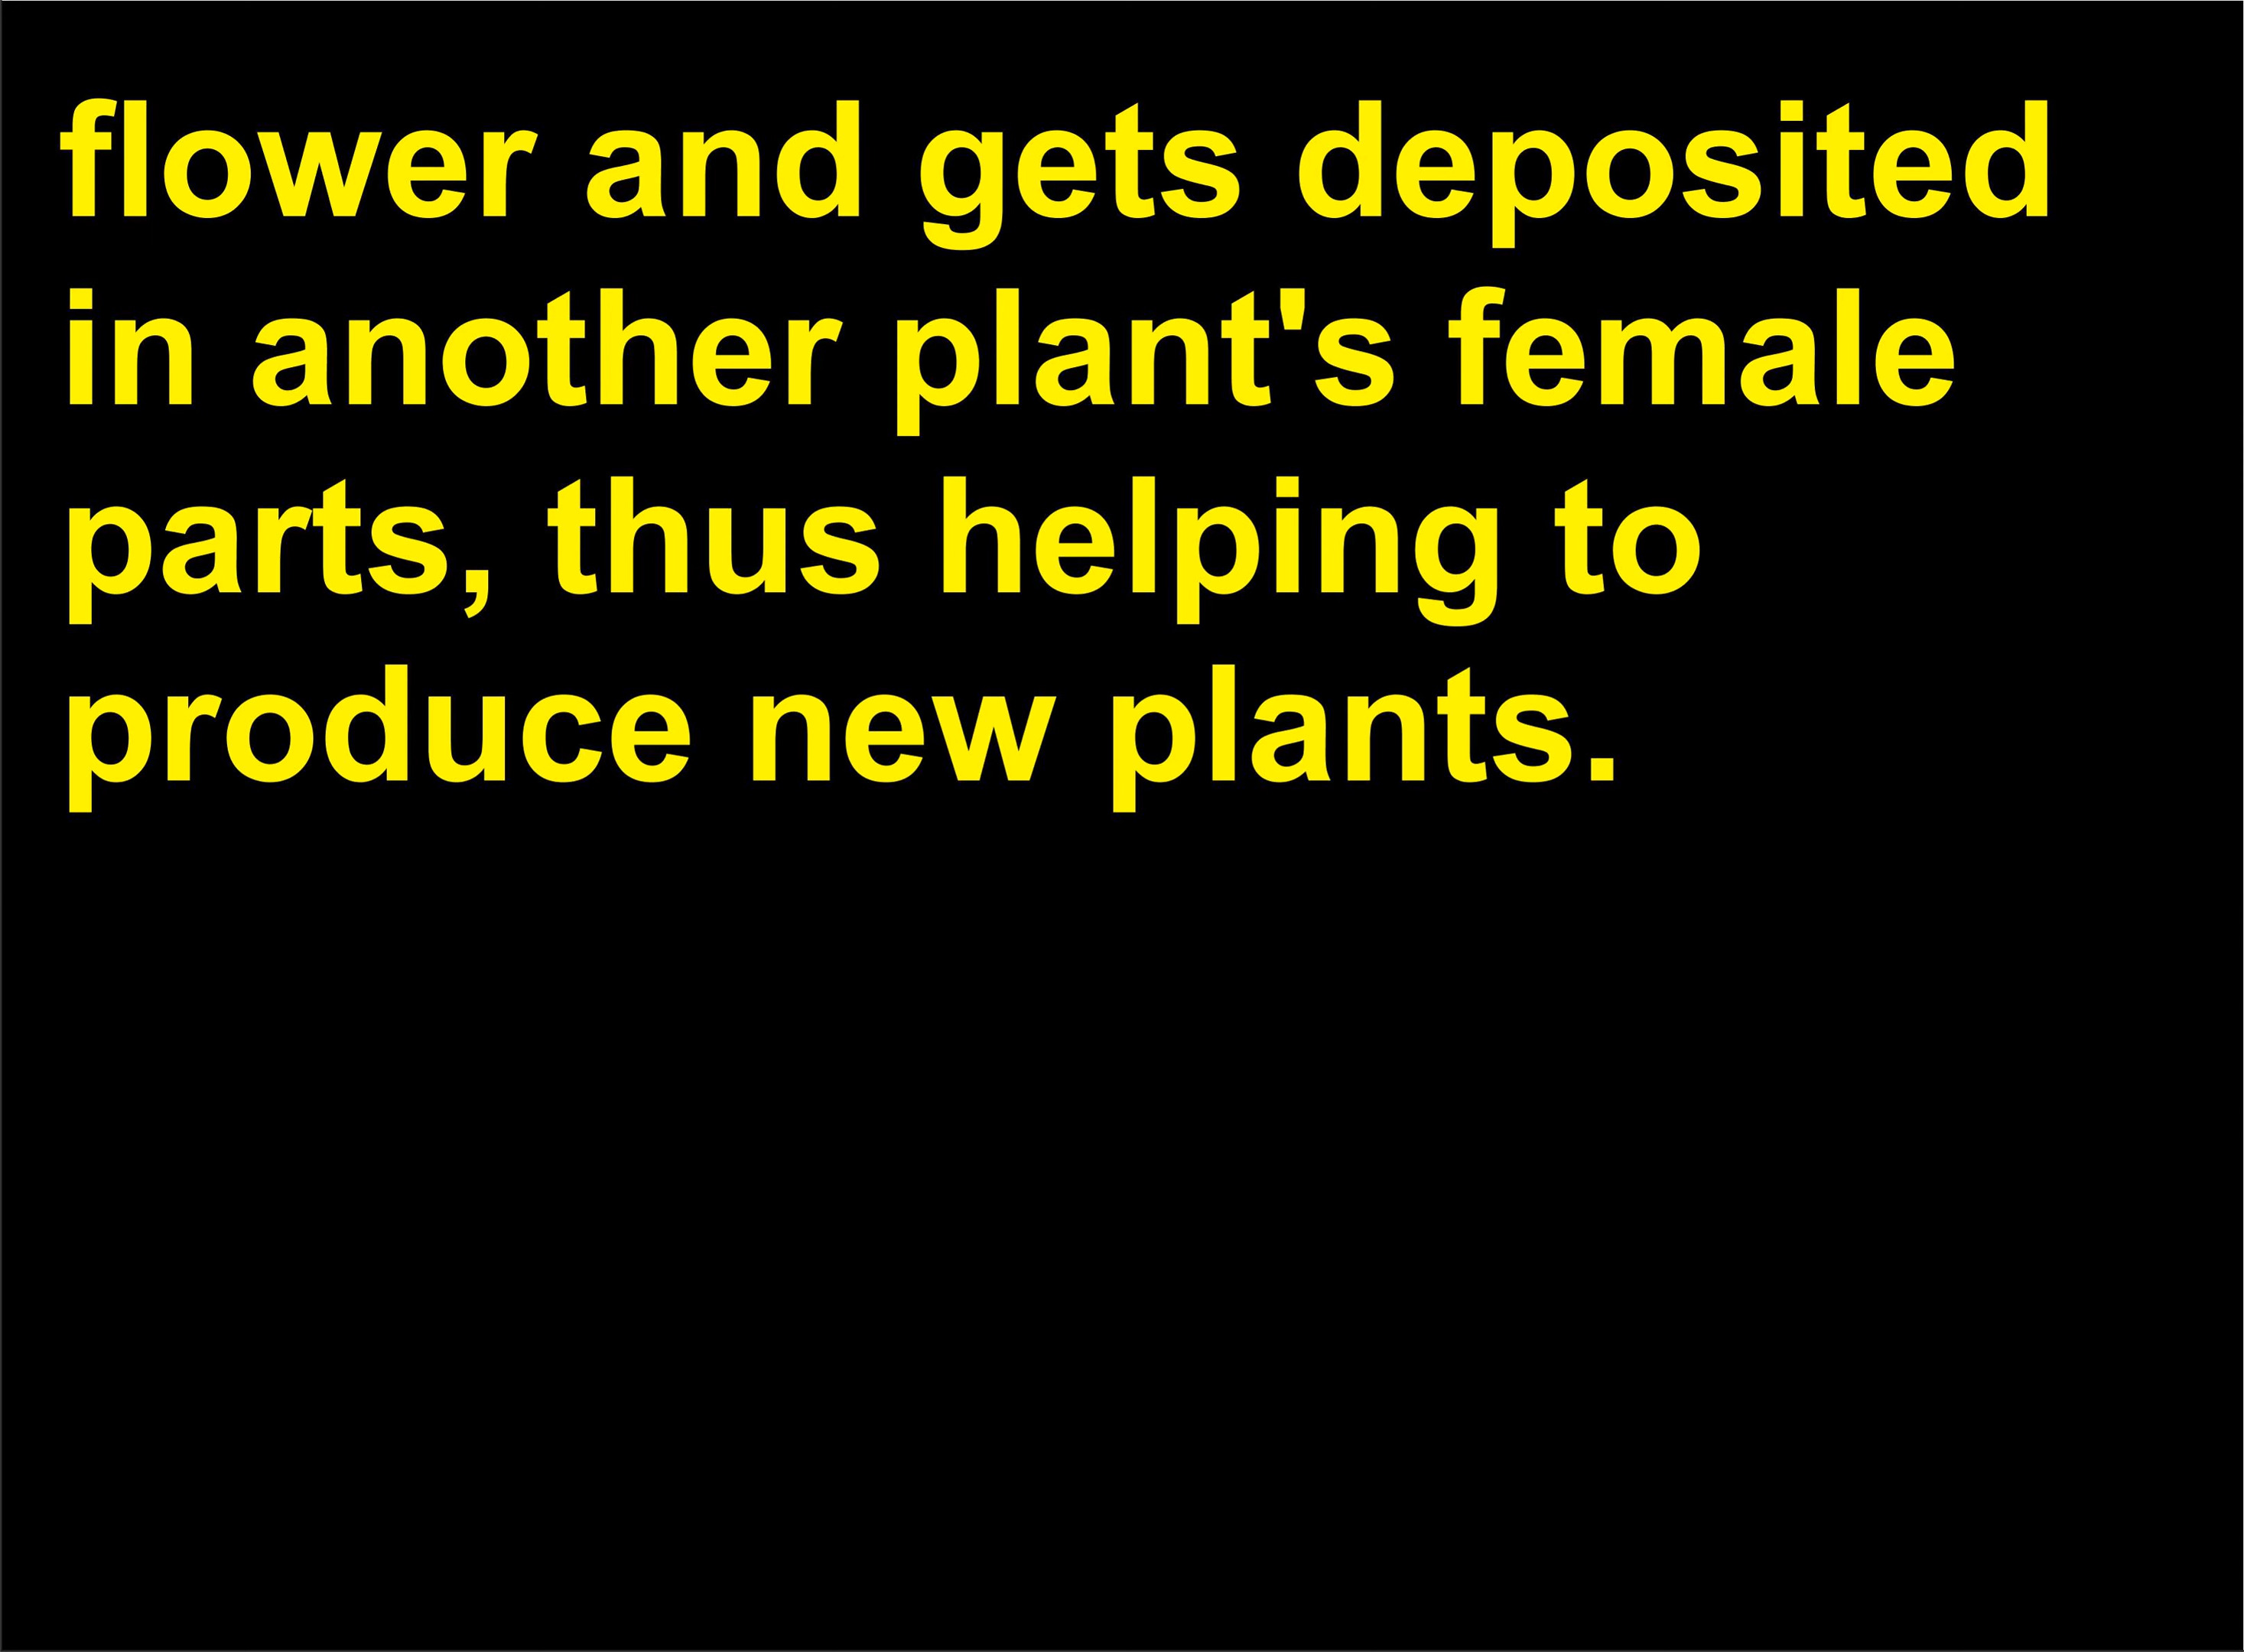 flower and gets deposited
in another plant's female
parts, thus helping to
produce new plants.